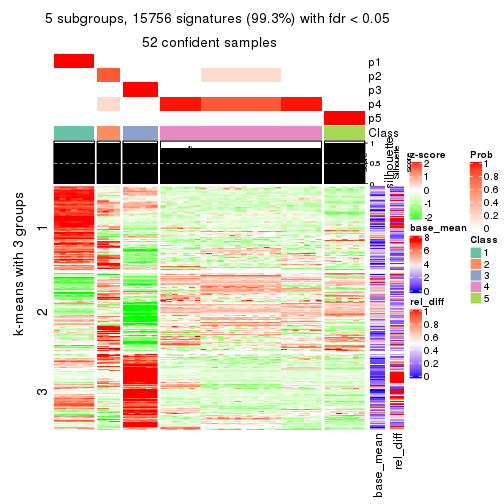 5 subgroups, 15756 signatures (99.3%) with fdr < 0.05
52 confident samples
p1
p2
p3
p4
p5
Class
1
0.5
0
silhouette
k-means with 3 groups
1
2
3
base_mean
rel_diff
z-score
2
1
0
-1
-2
base_mean
8
6
4
2
0
rel_diff
1
0.8
0.6
0.4
0.2
0
Prob
1
0.8
0.6
0.4
0.2
0
Class
1
2
3
4
5